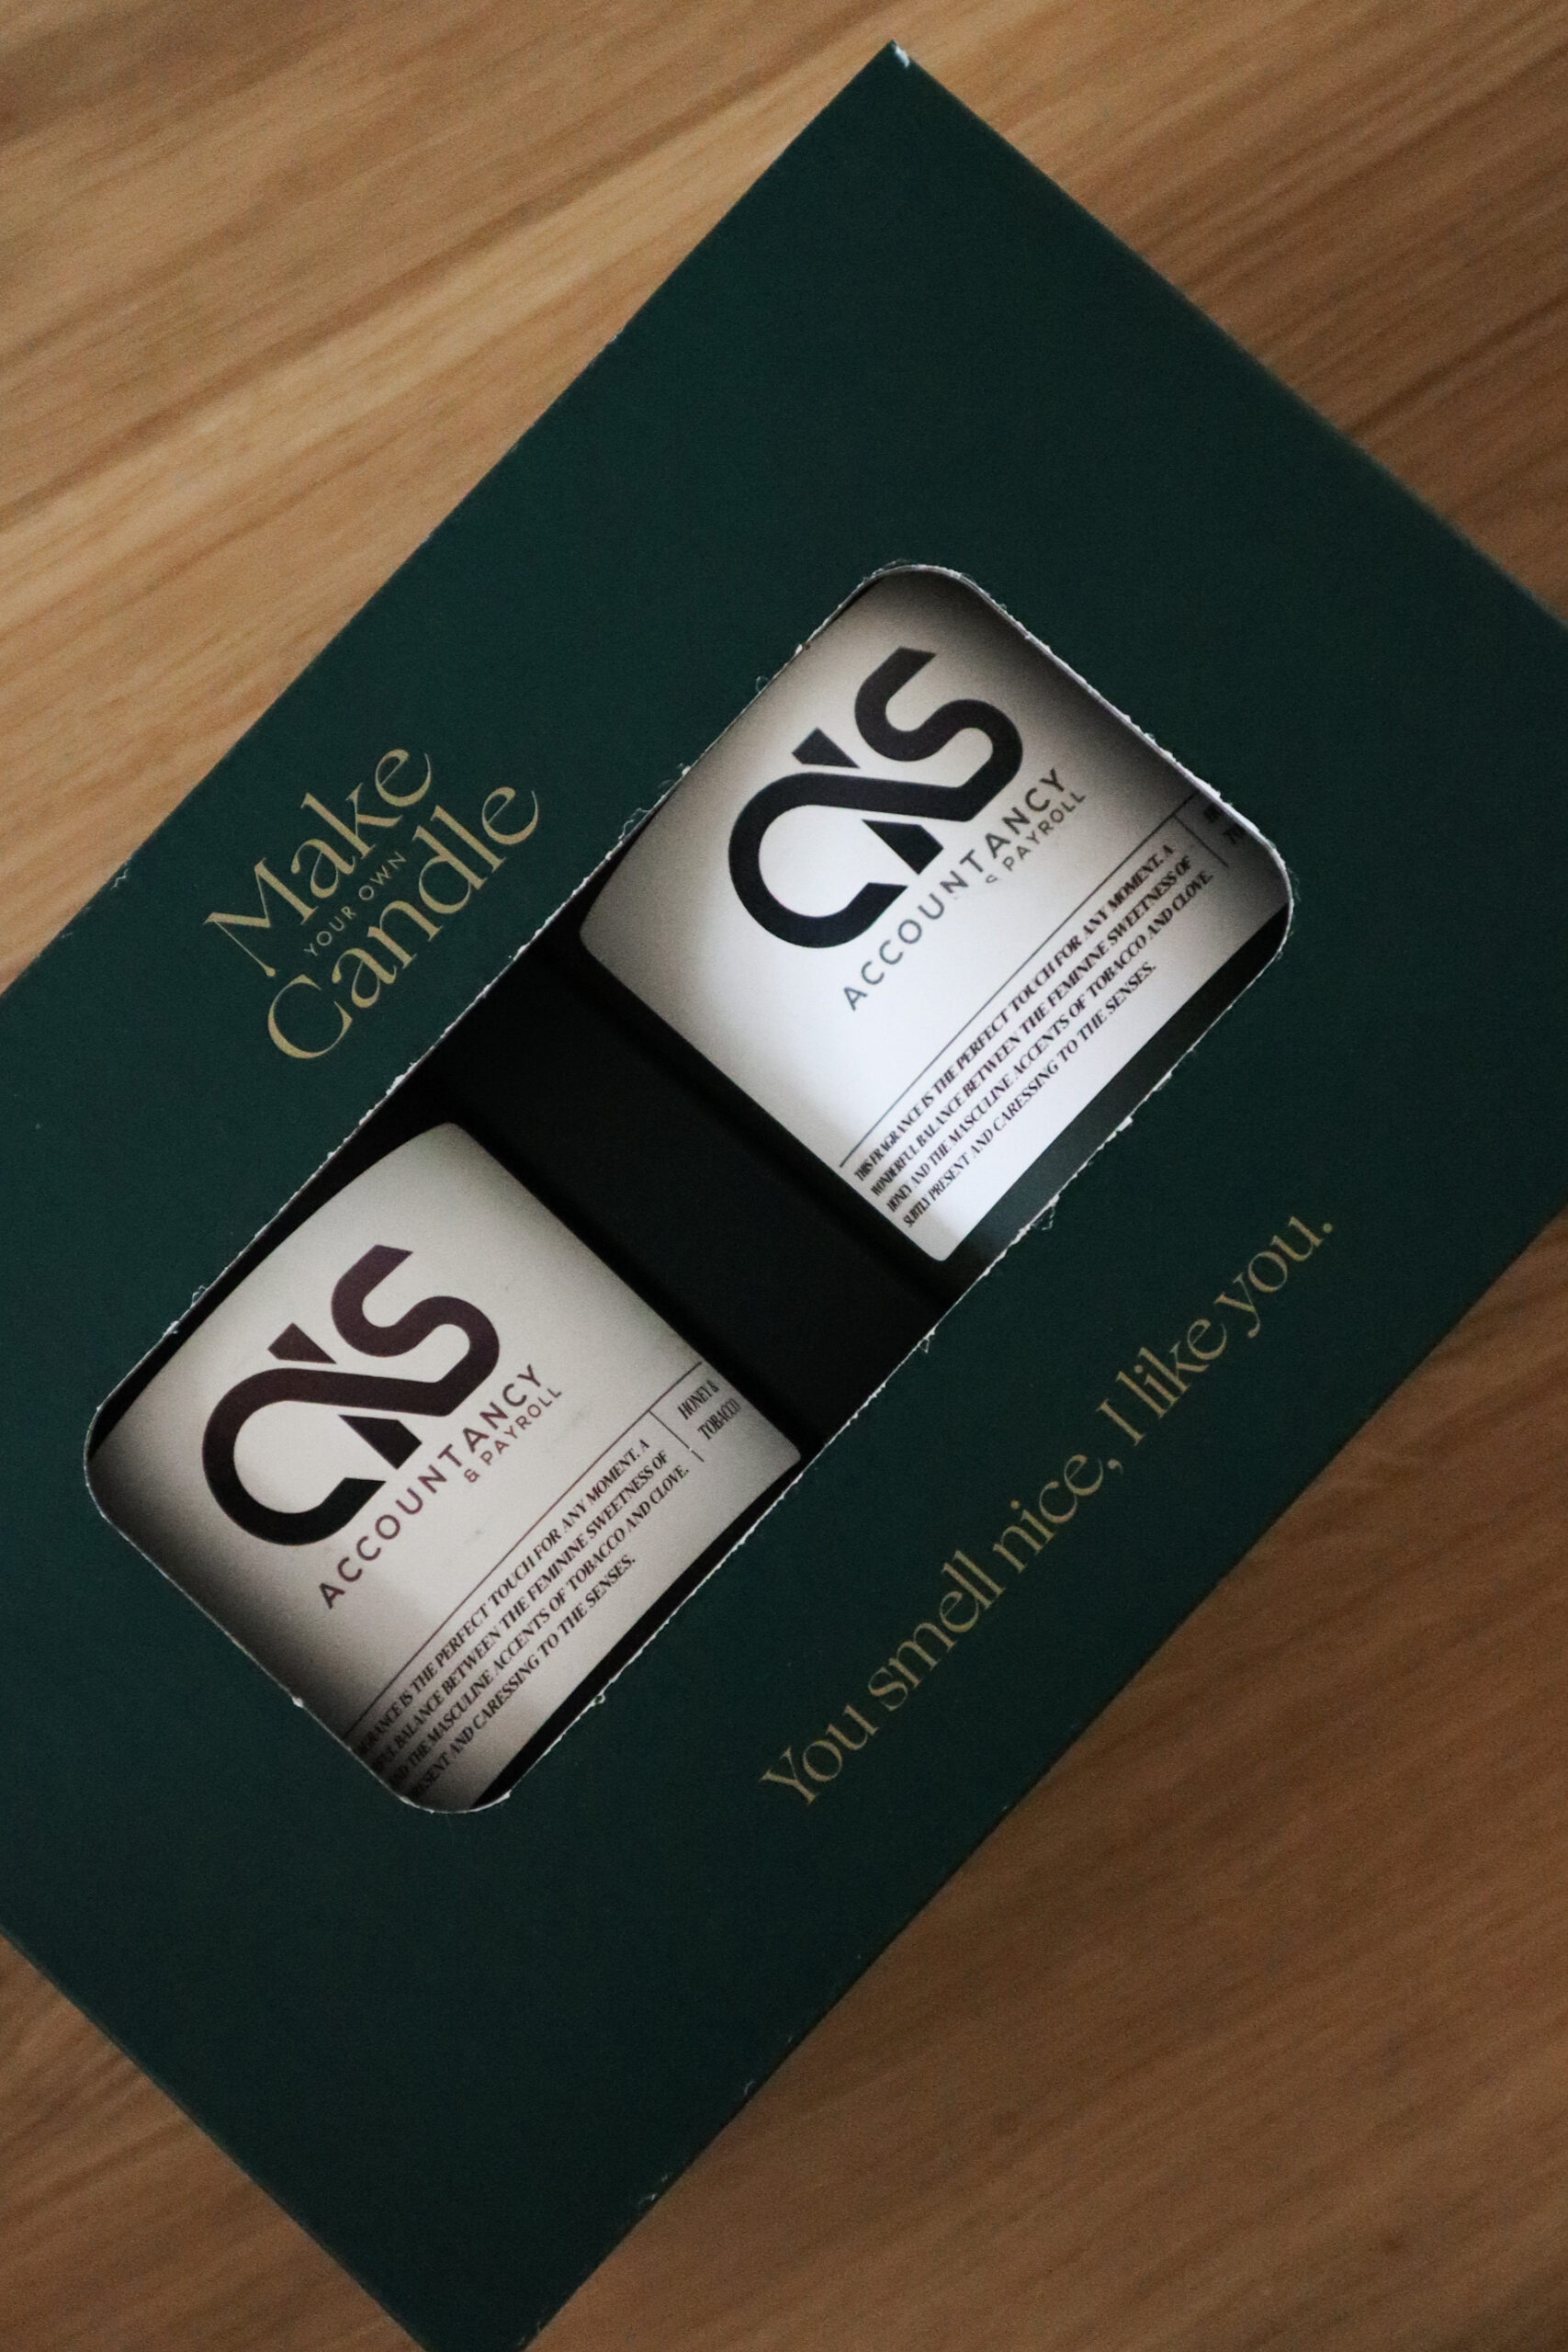 Make
YOUR OWN
Candle
ACCOUNTANCY
& PAYROLL
THIS FRAGRANCE IS THE PERFECT TOUCH FOR ANY MOMENT. A
WONDERFUL BALANCE BETWEEN THE FEMININE SWEETNESS OF
HONEY AND THE MASCULINE ACCENTS OF TOBACCO AND CLOVE.
SUBTLY PRESENT AND CARESSING TO THE SENSES.
ACCOUNTANCY
& PAYROLL
IS THE PERFECT TOUCH FOR ANY MOMENT. A
BALANCE BETWEEN THE FEMININE SWEETNESS OF
THE MASCULINE ACCENTS OF TOBACCO AND CLOVE.
AND CARESSING TO THE SENSES.
HONEY &
TOBACCO
You smell nice, I like you.